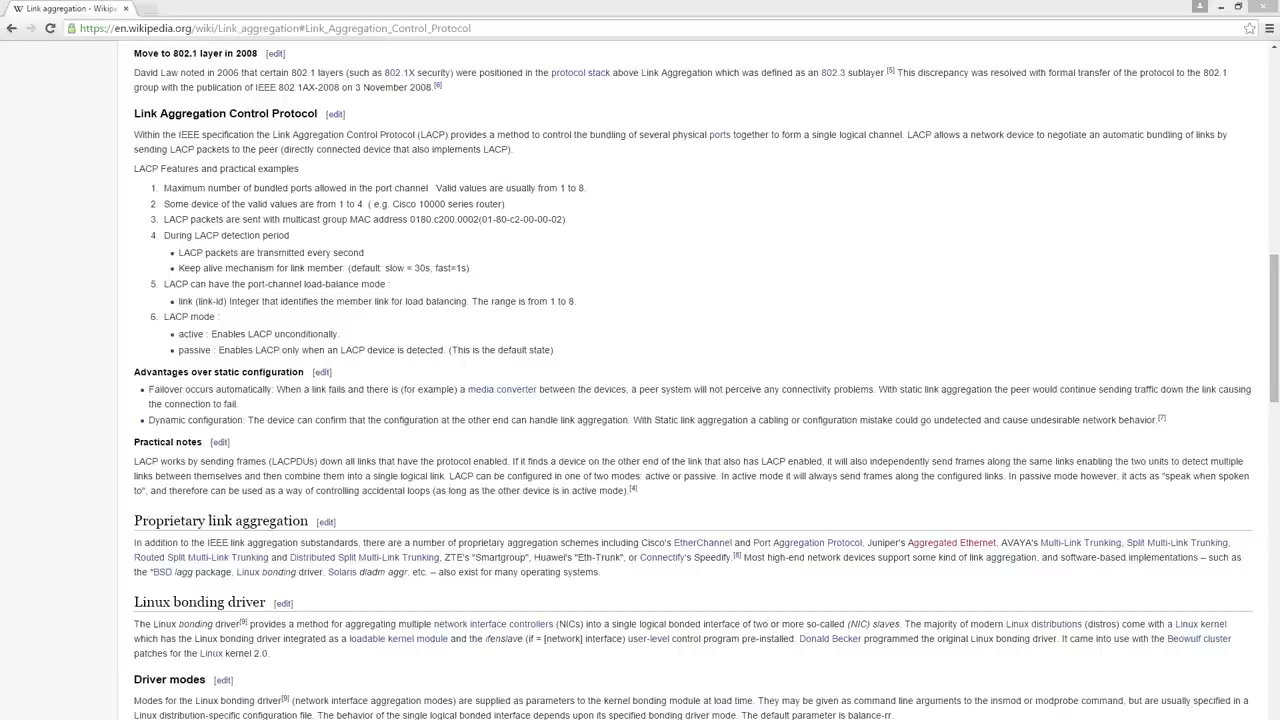 Link aggregation - Wikipe
https://en.wikipedia.org/wiki/Link_aggregation#Link_Aggregation_Control_Protocol
Move to 802.1 layer in 2008 [edit]
David Law noted in 2006 that certain 802.1 layers (such as 802.1X security) were positioned in the protocol stack above Link Aggregation which was defined as an 802.3 sublayer.[5] This discrepancy was resolved with formal transfer of the protocol to the 802.1
group with the publication of IEEE 802.1AX-2008 on 3 November 2008.[6]
Link Aggregation Control Protocol [edit]
Within the IEEE specification the Link Aggregation Control Protocol (LACP) provides a method to control the bundling of several physical ports together to form a single logical channel. LACP allows a network device to negotiate an automatic bundling of links by
sending LACP packets to the peer (directly connected device that also implements LACP).
LACP Features and practical examples
1. Maximum number of bundled ports allowed in the port channel Valid values are usually from 1 to 8.
2 Some device of the valid values are from 1 to 4. ( e.g. Cisco 10000 series router)
3. LACP packets are sent with multicast group MAC address 0180.c200.0002(01-80-c2-00-00-02)
4 During LACP detection period
• LACP packets are transmitted every second
• Keep alive mechanism for link member: (default: slow = 30s, fast=1s)
5. LACP can have the port-channel load-balance mode :
• link (link-id) Integer that identifies the member link for load balancing. The range is from 1 to 8.
6. LACP mode :
• active : Enables LACP unconditionally.
• passive : Enables LACP only when an LACP device is detected. (This is the default state)
Advantages over static configuration [edit]
• Failover occurs automatically: When a link fails and there is (for example) a media converter between the devices, a peer system will not perceive any connectivity problems. With static link aggregation the peer would continue sending traffic down the link causing
the connection to fail.
• Dynamic configuration: The device can confirm that the configuration at the other end can handle link aggregation. With Static link aggregation a cabling or configuration mistake could go undetected and cause undesirable network behavior.[7]
Practical notes [edit]
LACP works by sending frames (LACPDUs) down all links that have the protocol enabled. If it finds a device on the other end of the link that also has LACP enabled, it will also independently send frames along the same links enabling the two units to detect multiple
links between themselves and then combine them into a single logical link. LACP can be configured in one of two modes: active or passive. In active mode it will always send frames along the configured links. In passive mode however, it acts as "speak when spoken
to", and therefore can be used as a way of controlling accidental loops (as long as the other device is in active mode).[4]
Proprietary link aggregation [edit]
In addition to the IEEE link aggregation substandards, there are a number of proprietary aggregation schemes including Cisco's EtherChannel and Port Aggregation Protocol, Juniper's Aggregated Ethernet, AVAYA's Multi-Link Trunking, Split Multi-Link Trunking,
Routed Split Multi-Link Trunking and Distributed Split Multi-Link Trunking, ZTE's "Smartgroup", Huawei's "Eth-Trunk", or Connectify's Speedify.[8] Most high-end network devices support some kind of link aggregation, and software-based implementations – such as
the *BSD lagg package, Linux bonding driver, Solaris dladm aggr, etc. – also exist for many operating systems.
Linux bonding driver [edit]
The Linux bonding driver[9] provides a method for aggregating multiple network interface controllers (NICs) into a single logical bonded interface of two or more so-called (NIC) slaves. The majority of modern Linux distributions (distros) come with a Linux kernel
which has the Linux bonding driver integrated as a loadable kernel module and the ifenslave (if = [network] interface) user-level control program pre-installed. Donald Becker programmed the original Linux bonding driver. It came into use with the Beowulf cluster
patches for the Linux kernel 2.0.
Driver modes [edit]
Modes for the Linux bonding driver[9] (network interface aggregation modes) are supplied as parameters to the kernel bonding module at load time. They may be given as command line arguments to the insmod or modprobe command, but are usually specified in a
Linux distribution-specific configuration file. The behavior of the single logical bonded interface depends upon its specified bonding driver mode. The default parameter is balance-rr.